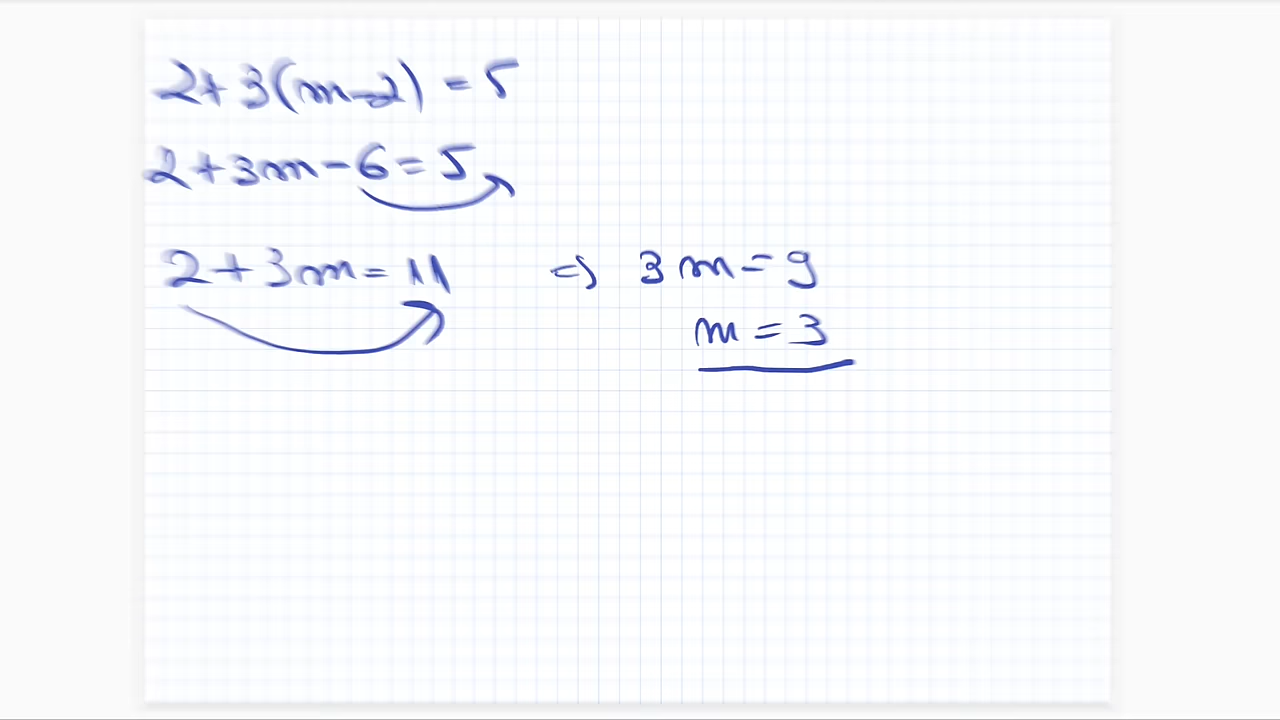 2+3(m-2) = 5
2+3m-6=5
2+3m=11 => 3m=9
m=3